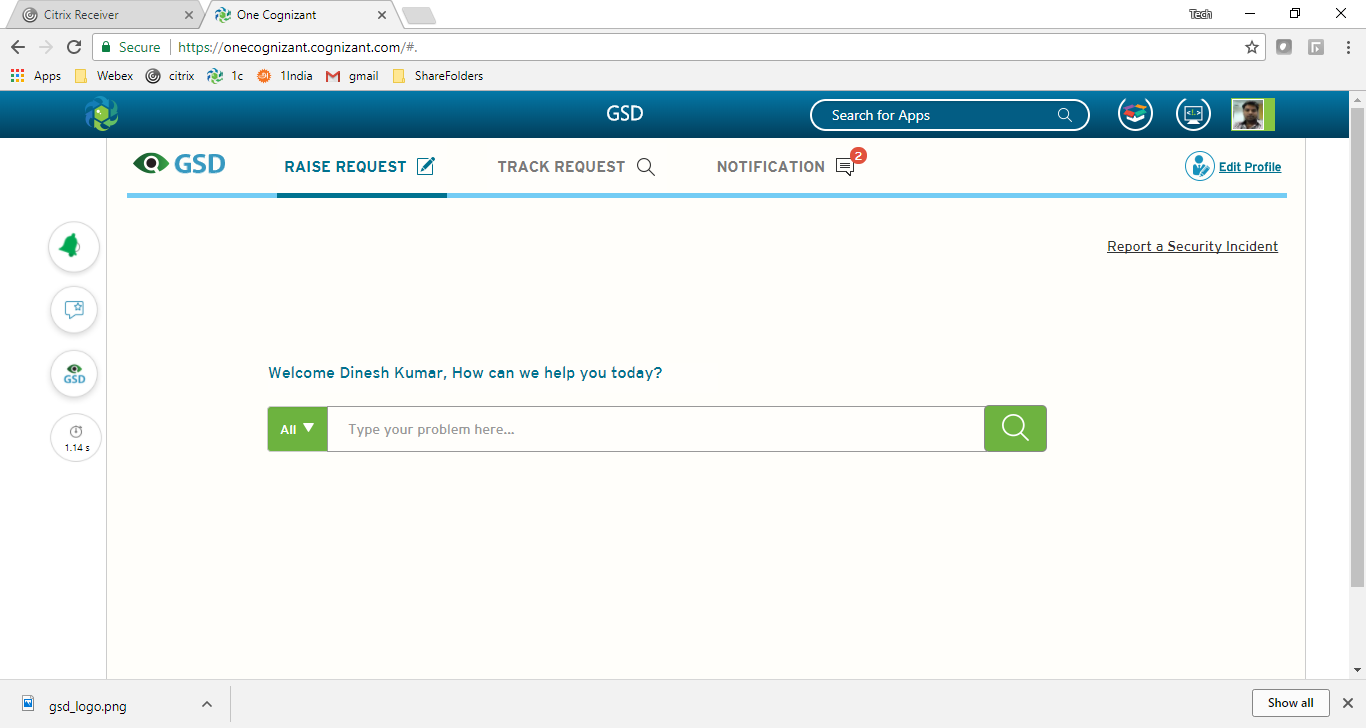 Citrix Receiver
One Cognizant
Tech
Secure
https://onecognizant.cognizant.com/#.
Apps
Webex
citrix
1c
1India
gmail
ShareFolders
GSD
Search for Apps
GSD
RAISE REQUEST
TRACK REQUEST
NOTIFICATION
2
Edit Profile
Report a Security Incident
GSD
1.14 s
Welcome Dinesh Kumar, How can we help you today?
All
Type your problem here...
gsd_logo.png
Show all